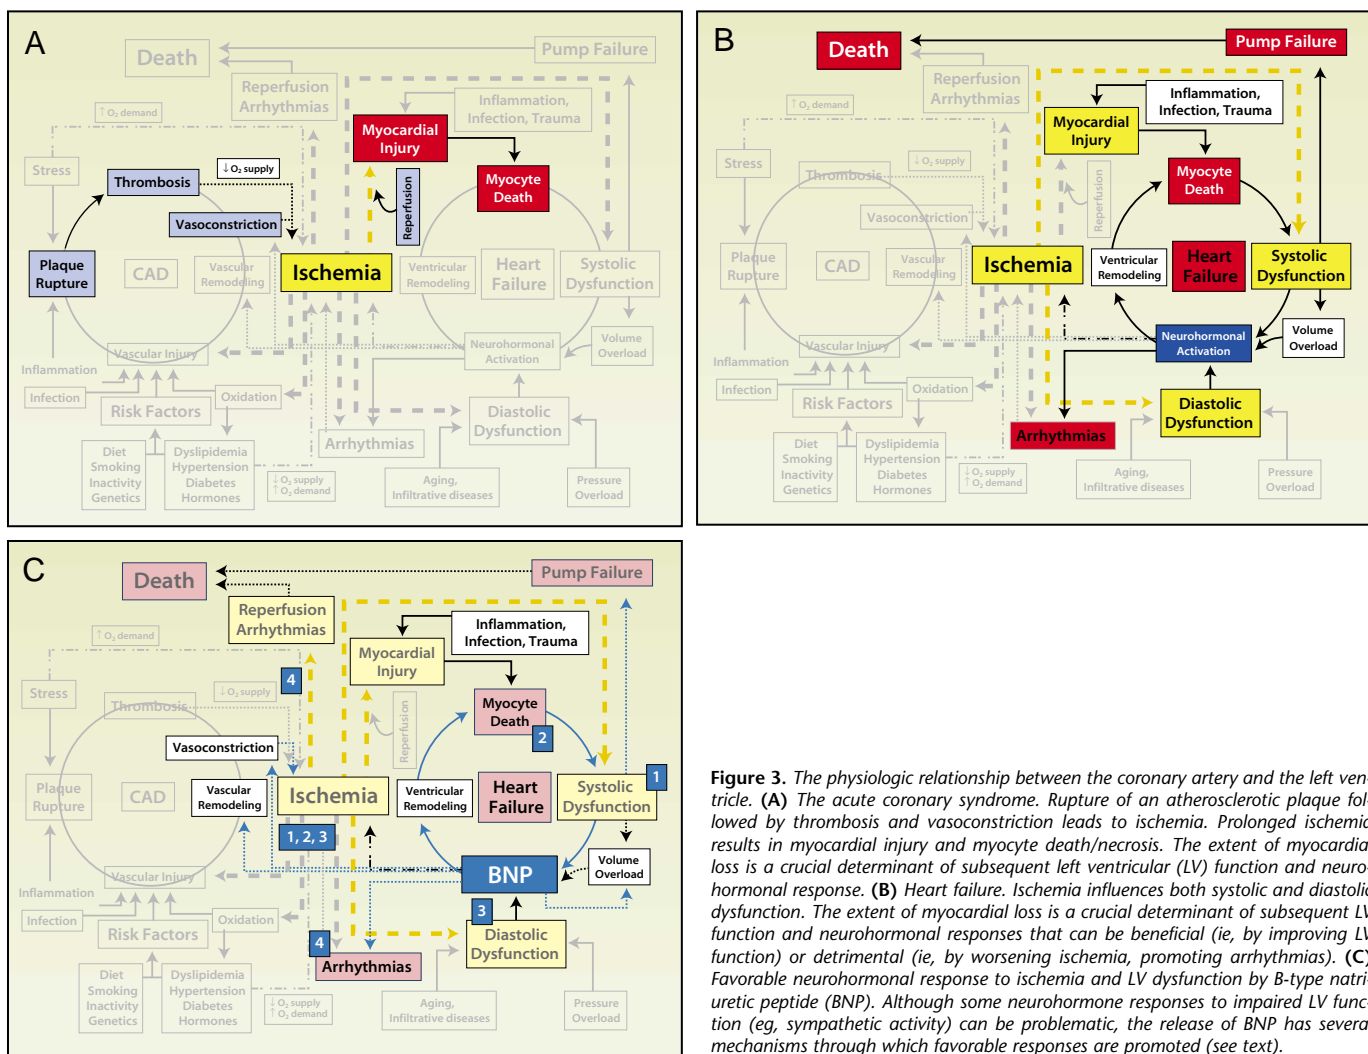 A
Death
Pump Failure
Reperfusion
Arrhythmias
↑O₂ demand
Inflammation,
Infection, Trauma
Myocardial
Injury
Stress
Thrombosis
↓O₂ supply
Myocyte
Death
Vasoconstriction
Reperfusion
Plaque
Rupture
CAD
Vascular
Remodeling
Ischemia
Ventricular
Remodeling
Heart
Failure
Systolic
Dysfunction
Vascular Injury
Neurohormonal
Activation
Volume
Overload
Inflammation
Infection
Risk Factors
Oxidation
Diastolic
Dysfunction
Arrhythmias
Diet
Smoking
Inactivity
Genetics
Dyslipidemia
Hypertension
Diabetes
Hormones
↓O₂ supply
↑O₂ demand
Aging,
Infiltrative diseases
Pressure
Overload
B
Death
Pump Failure
Reperfusion
Arrhythmias
↑O₂ demand
Inflammation,
Infection, Trauma
Myocardial
Injury
Stress
Thrombosis
↓O₂ supply
Myocyte
Death
Vasoconstriction
Reperfusion
Plaque
Rupture
CAD
Vascular
Remodeling
Ischemia
Ventricular
Remodeling
Heart
Failure
Systolic
Dysfunction
Vascular Injury
Neurohormonal
Activation
Volume
Overload
Inflammation
Infection
Risk Factors
Oxidation
Diastolic
Dysfunction
Arrhythmias
Diet
Smoking
Inactivity
Genetics
Dyslipidemia
Hypertension
Diabetes
Hormones
↓O₂ supply
↑O₂ demand
Aging,
Infiltrative diseases
Pressure
Overload
C
Death
Pump Failure
Reperfusion
Arrhythmias
↑O₂ demand
Inflammation,
Infection, Trauma
Myocardial
Injury
Stress
4
↓O₂ supply
Thrombosis
Myocyte
Death
2
Vasoconstriction
Reperfusion
Plaque
Rupture
CAD
Vascular
Remodeling
Ischemia
1, 2, 3
Ventricular
Remodeling
Heart
Failure
1
Systolic
Dysfunction
Vascular Injury
BNP
Volume
Overload
Inflammation
Infection
Risk Factors
Oxidation
3
Diastolic
Dysfunction
4
Arrhythmias
Diet
Smoking
Inactivity
Genetics
Dyslipidemia
Hypertension
Diabetes
Hormones
↓O₂ supply
↑O₂ demand
Aging,
Infiltrative diseases
Pressure
Overload
Figure 3. The physiologic relationship between the coronary artery and the left ven-
tricle. (A) The acute coronary syndrome. Rupture of an atherosclerotic plaque fol-
lowed by thrombosis and vasoconstriction leads to ischemia. Prolonged ischemia
results in myocardial injury and myocyte death/necrosis. The extent of myocardial
loss is a crucial determinant of subsequent left ventricular (LV) function and neuro-
hormonal response. (B) Heart failure. Ischemia influences both systolic and diastolic
dysfunction. The extent of myocardial loss is a crucial determinant of subsequent LV
function and neurohormonal responses that can be beneficial (ie, by improving LV
function) or detrimental (ie, by worsening ischemia, promoting arrhythmias). (C)
Favorable neurohormonal response to ischemia and LV dysfunction by B-type natri-
uretic peptide (BNP). Although some neurohormone responses to impaired LV func-
tion (eg, sympathetic activity) can be problematic, the release of BNP has several
mechanisms through which favorable responses are promoted (see text).